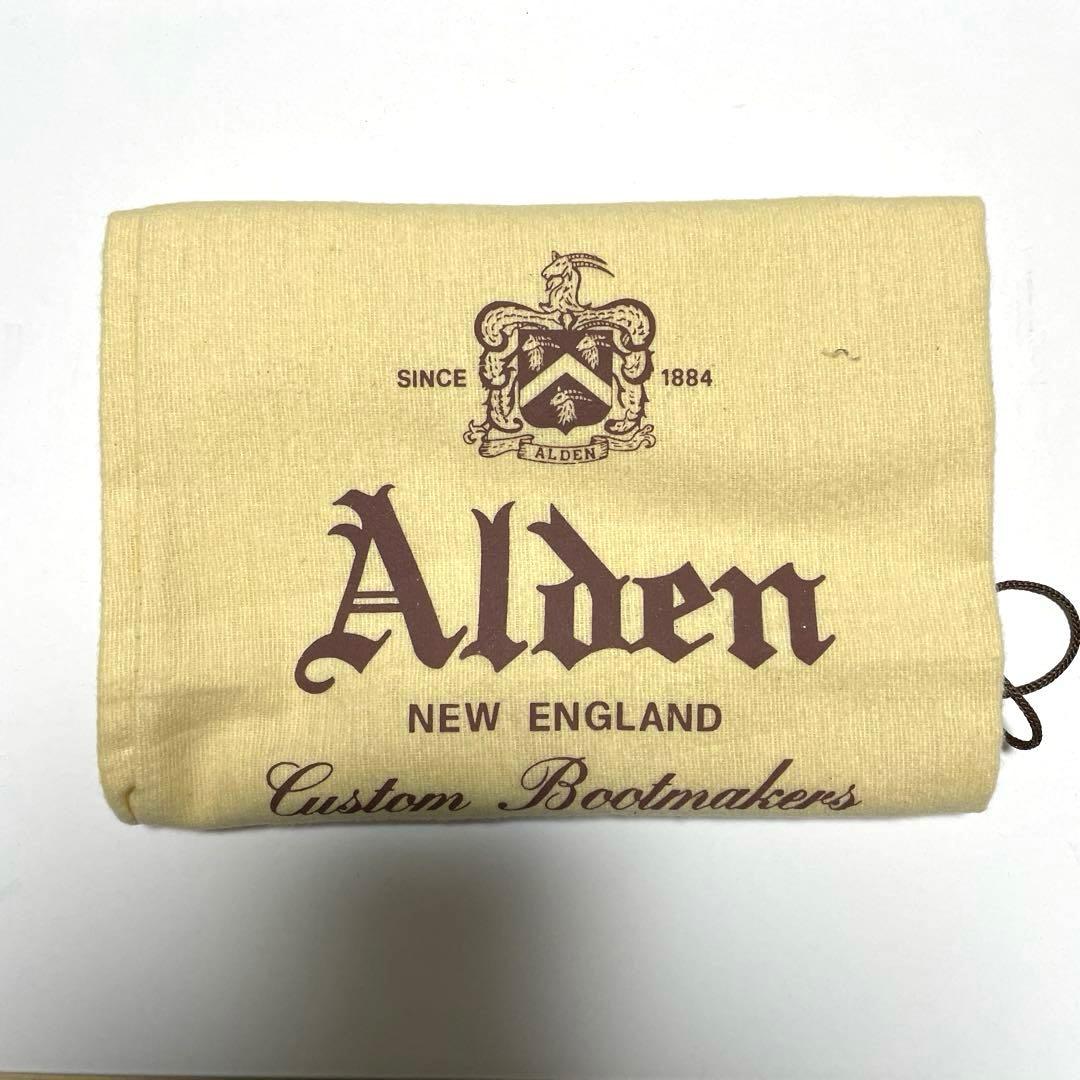 SINCE 1884
ALDEN
Alden
NEW ENGLAND
Custom Bootmakers